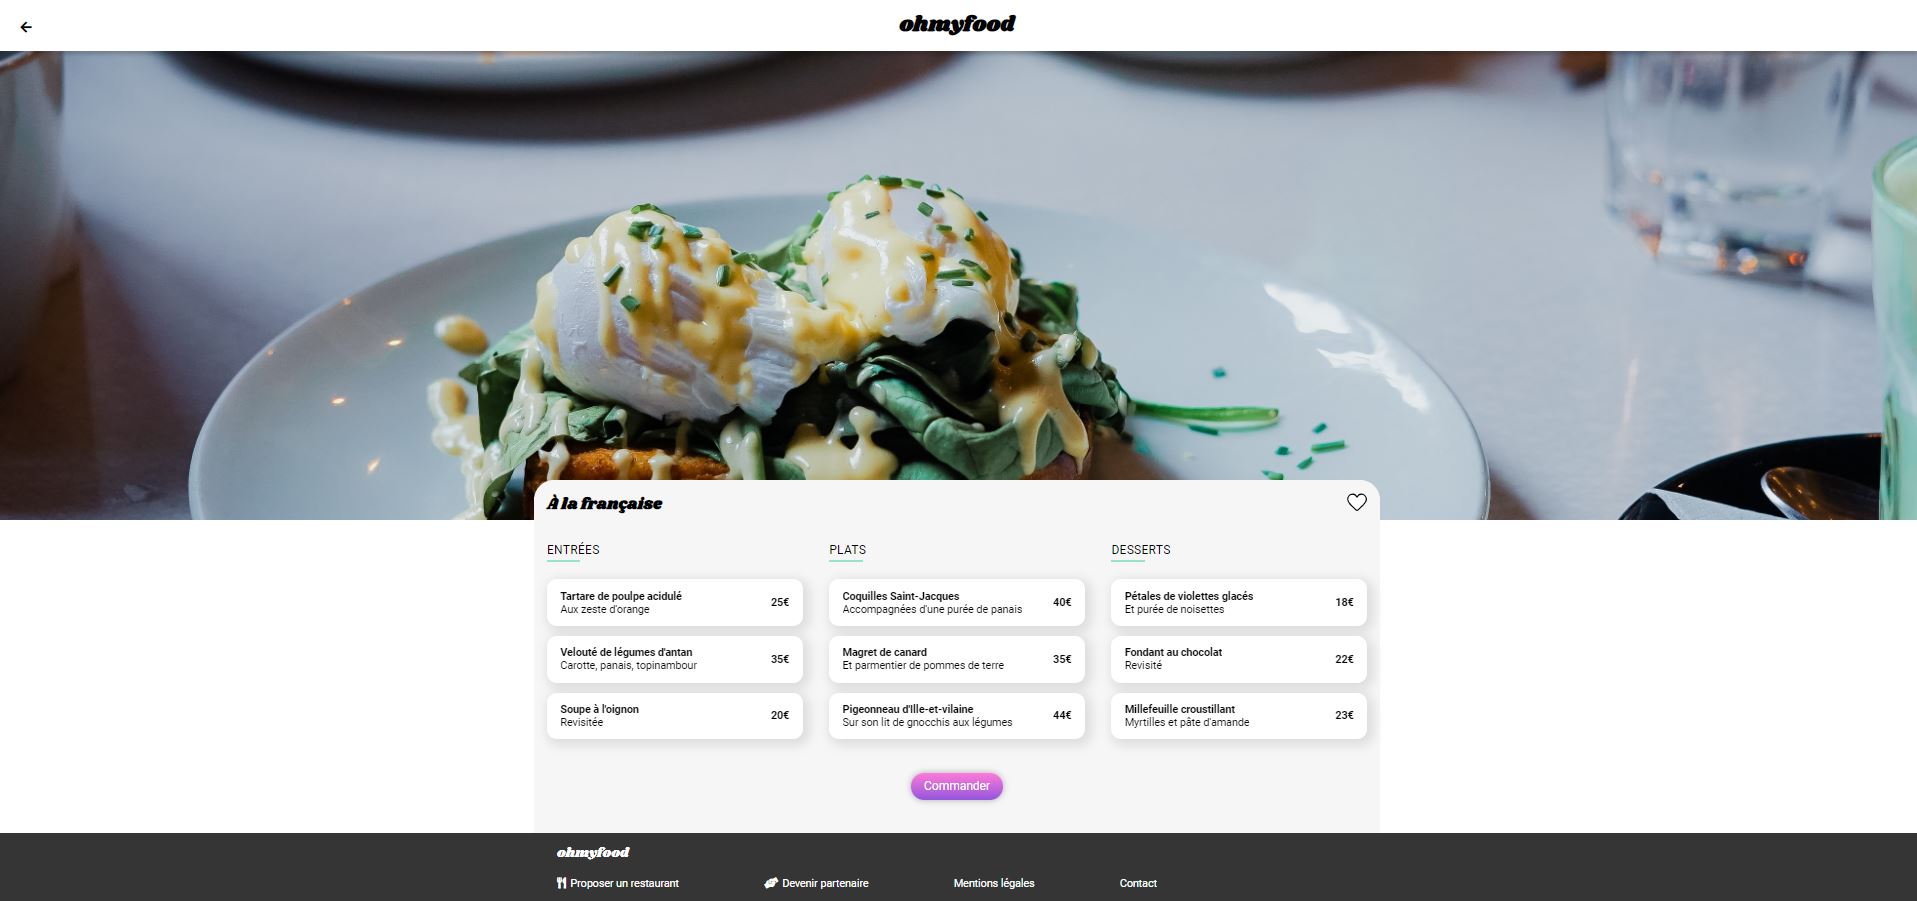 ohmyfood
À la française
ENTRÉES
Tartare de poulpe acidulé
Aux zeste d'orange
25€
Velouté de légumes d'antan
Carotte, panais, topinambour
35€
Soupe à l'oignon
Revisitée
20€
PLATS
Coquilles Saint-Jacques
Accompagnées d'une purée de panais
40€
Magret de canard
Et parmentier de pommes de terre
35€
Pigeonneau d'Ille-et-vilaine
Sur son lit de gnocchis aux légumes
44€
DESSERTS
Pétales de violettes glacés
Et purée de noisettes
18€
Fondant au chocolat
Revisité
22€
Millefeuille croustillant
Myrtilles et pâte d'amande
23€
Commander
ohmyfood
Proposer un restaurant
Devenir partenaire
Mentions légales
Contact